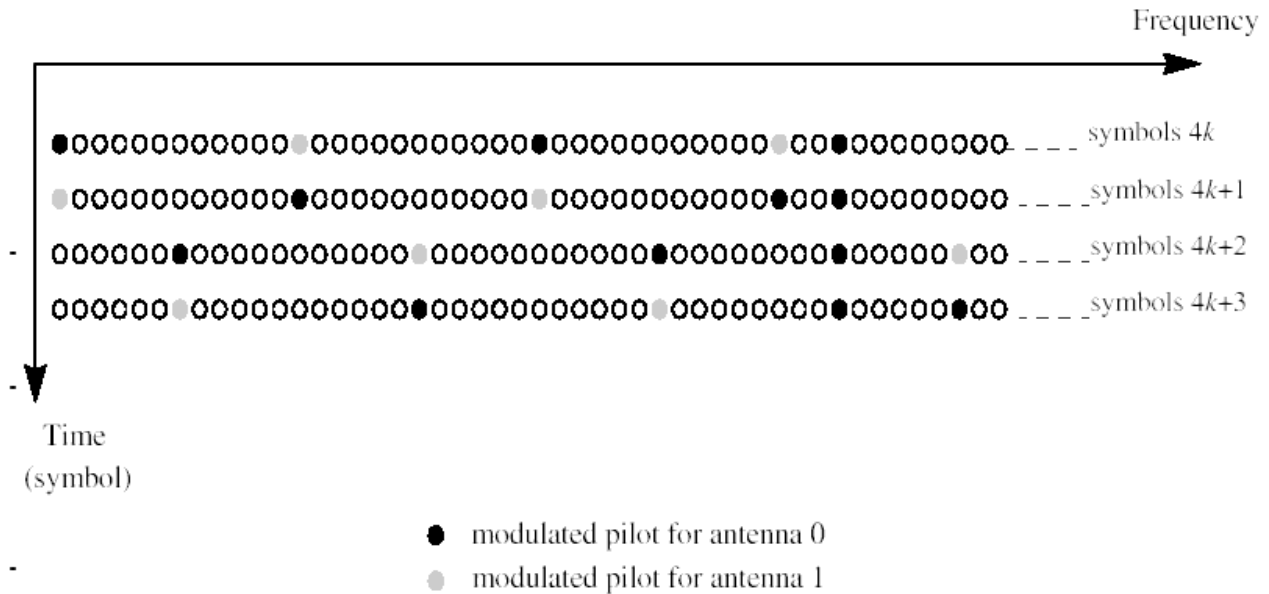 Frequency
symbols 4k
symbols 4k+1
symbols 4k+2
symbols 4k+3
Time
(symbol)
modulated pilot for antenna 0
modulated pilot for antenna 1